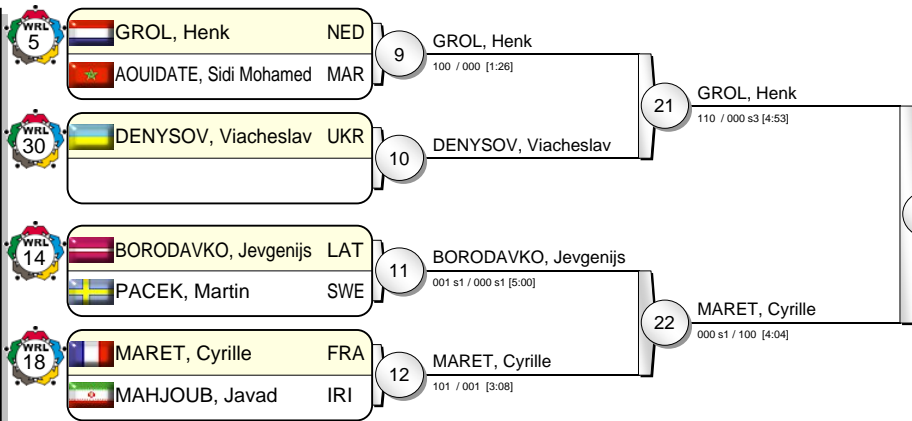 WRL 5
GROL, Henk NED
AOUIDATE, Sidi Mohamed MAR
9
GROL, Henk
100 / 000 [1:26]
WRL 30
DENYSOV, Viacheslav UKR
10
DENYSOV, Viacheslav
21
GROL, Henk
110 / 000 s3 [4:53]
WRL 14
BORODAVKO, Jevgenijs LAT
PACEK, Martin SWE
11
BORODAVKO, Jevgenijs
001 s1 / 000 s1 [5:00]
WRL 18
MARET, Cyrille FRA
MAHJOUB, Javad IRI
12
MARET, Cyrille
101 / 001 [3:08]
22
MARET, Cyrille
000 s1 / 100 [4:04]